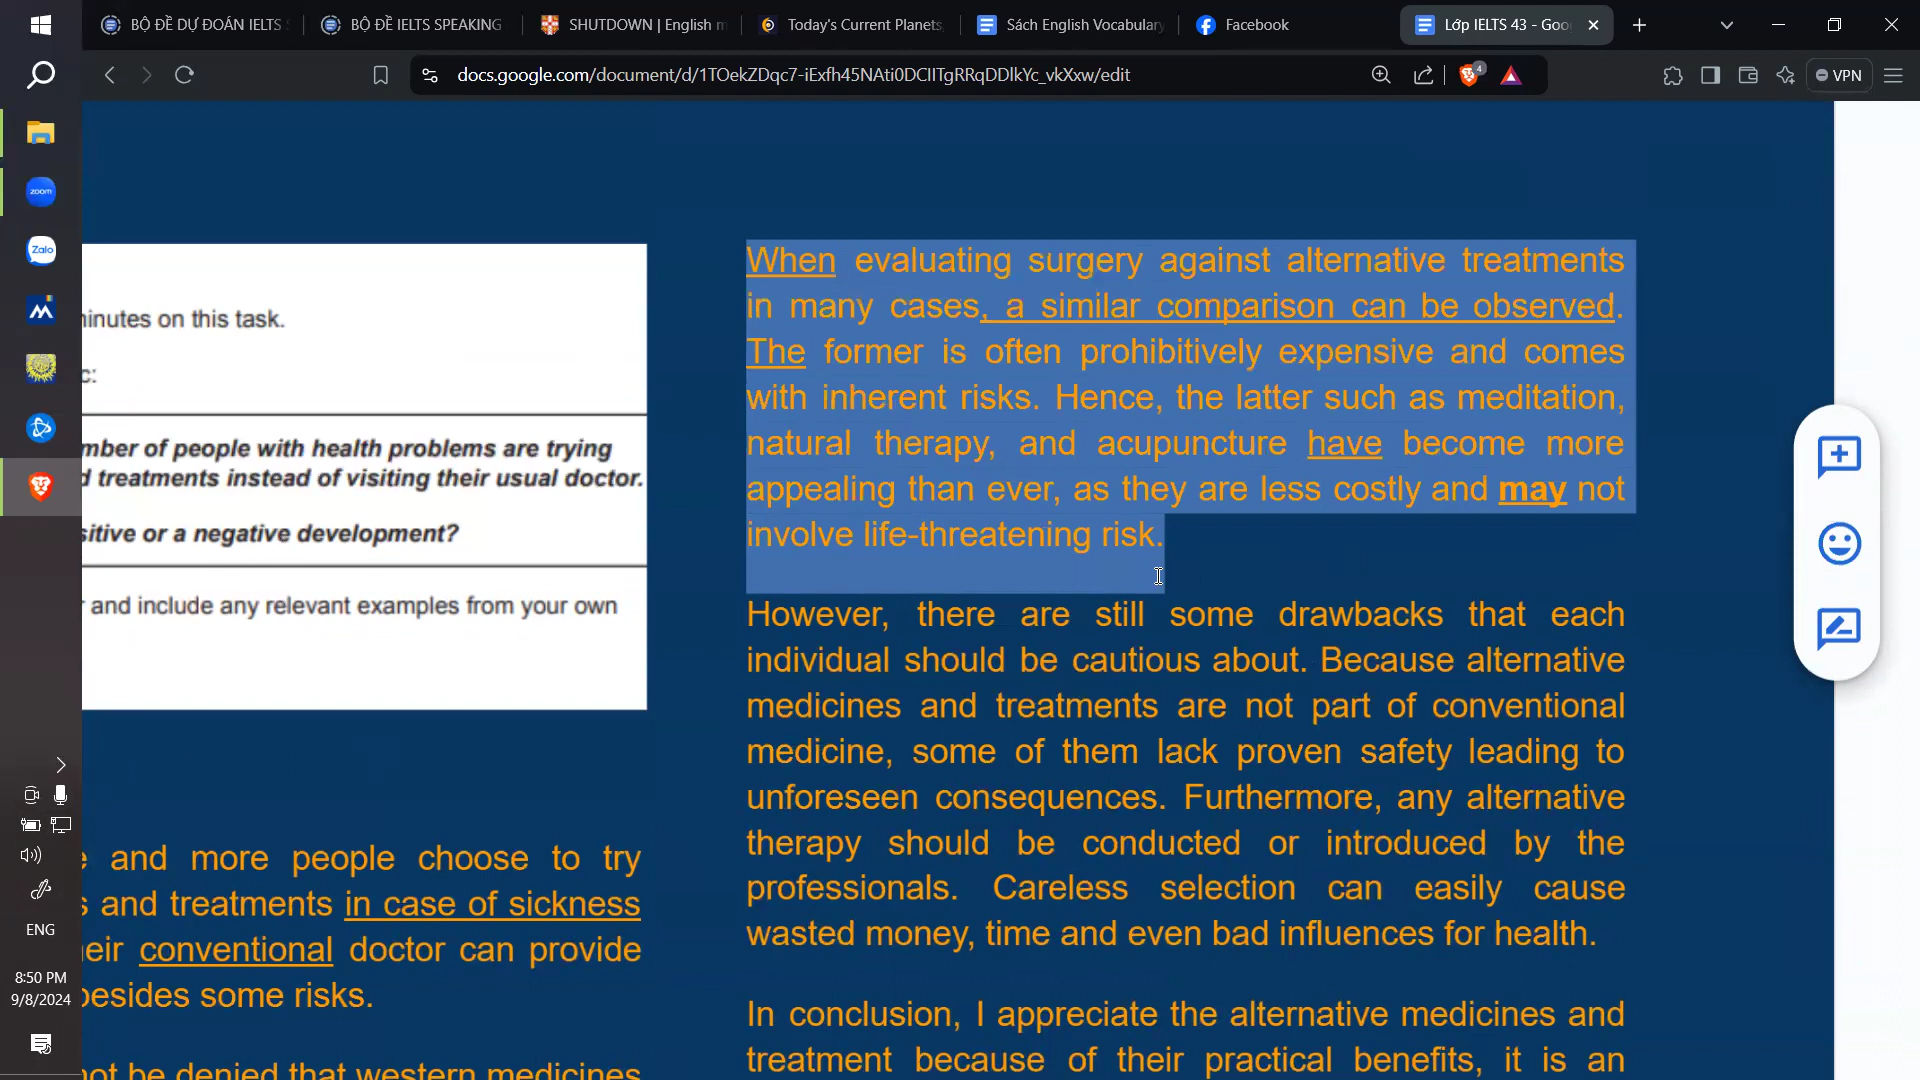 BỘ ĐỀ DỰ ĐOÁN IELTS
BỘ ĐỀ IELTS SPEAKING
SHUTDOWN | English m
Today's Current Planets,
Sách English Vocabulary
Facebook
Lớp IELTS 43 - Goo
docs.google.com/document/d/1TOekZDqc7-iExfh45NAti0DCIITgRRqDDlkYc_vkXxw/edit
4
VPN
zoom
Zalo
ENG
8:50 PM
9/8/2024
minutes on this task.
c:
mber of people with health problems are trying
d treatments instead of visiting their usual doctor.
sitive or a negative development?
r and include any relevant examples from your own
e and more people choose to try
s and treatments in case of sickness
heir conventional doctor can provide
besides some risks.
not be denied that western medicines
When evaluating surgery against alternative treatments
in many cases, a similar comparison can be observed.
The former is often prohibitively expensive and comes
with inherent risks. Hence, the latter such as meditation,
natural therapy, and acupuncture have become more
appealing than ever, as they are less costly and may not
involve life-threatening risk.
However, there are still some drawbacks that each
individual should be cautious about. Because alternative
medicines and treatments are not part of conventional
medicine, some of them lack proven safety leading to
unforeseen consequences. Furthermore, any alternative
therapy should be conducted or introduced by the
professionals. Careless selection can easily cause
wasted money, time and even bad influences for health.
In conclusion, I appreciate the alternative medicines and
treatment because of their practical benefits, it is an